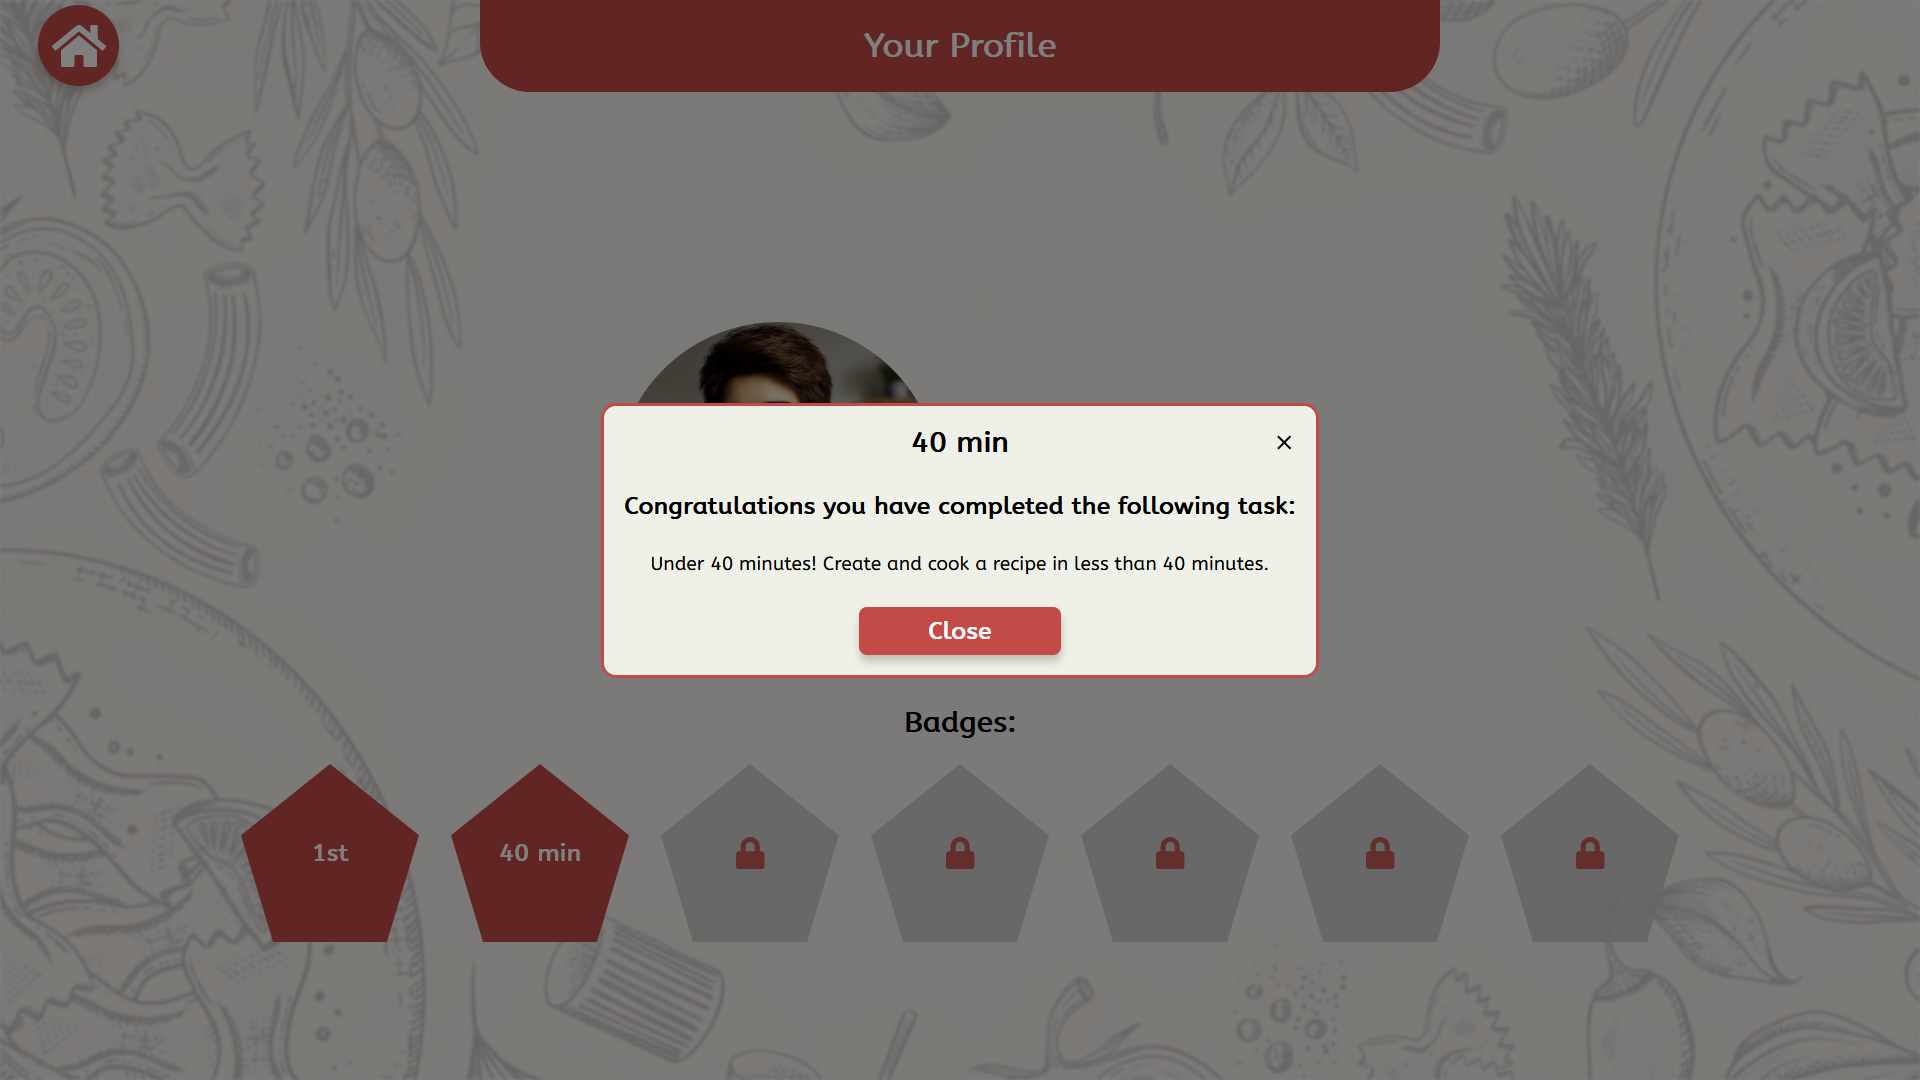 Your Profile
40 min
Congratulations you have completed the following task:
Under 40 minutes! Create and cook a recipe in less than 40 minutes.
Close
Badges:
1st
40 min